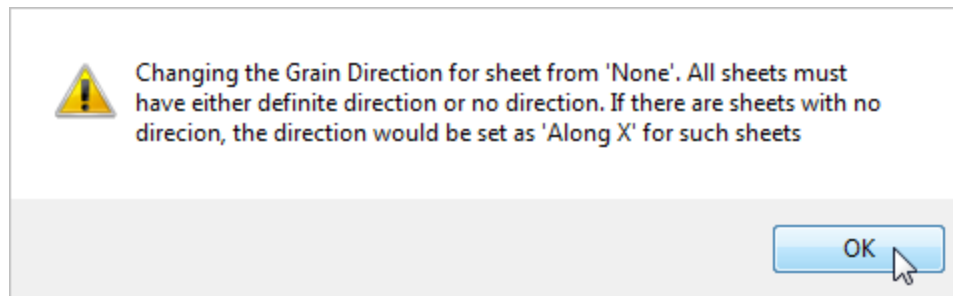 Changing the Grain Direction for sheet from 'None'. All sheets must
have either definite direction or no direction. If there are sheets with no
direcion, the direction would be set as 'Along X' for such sheets
OK